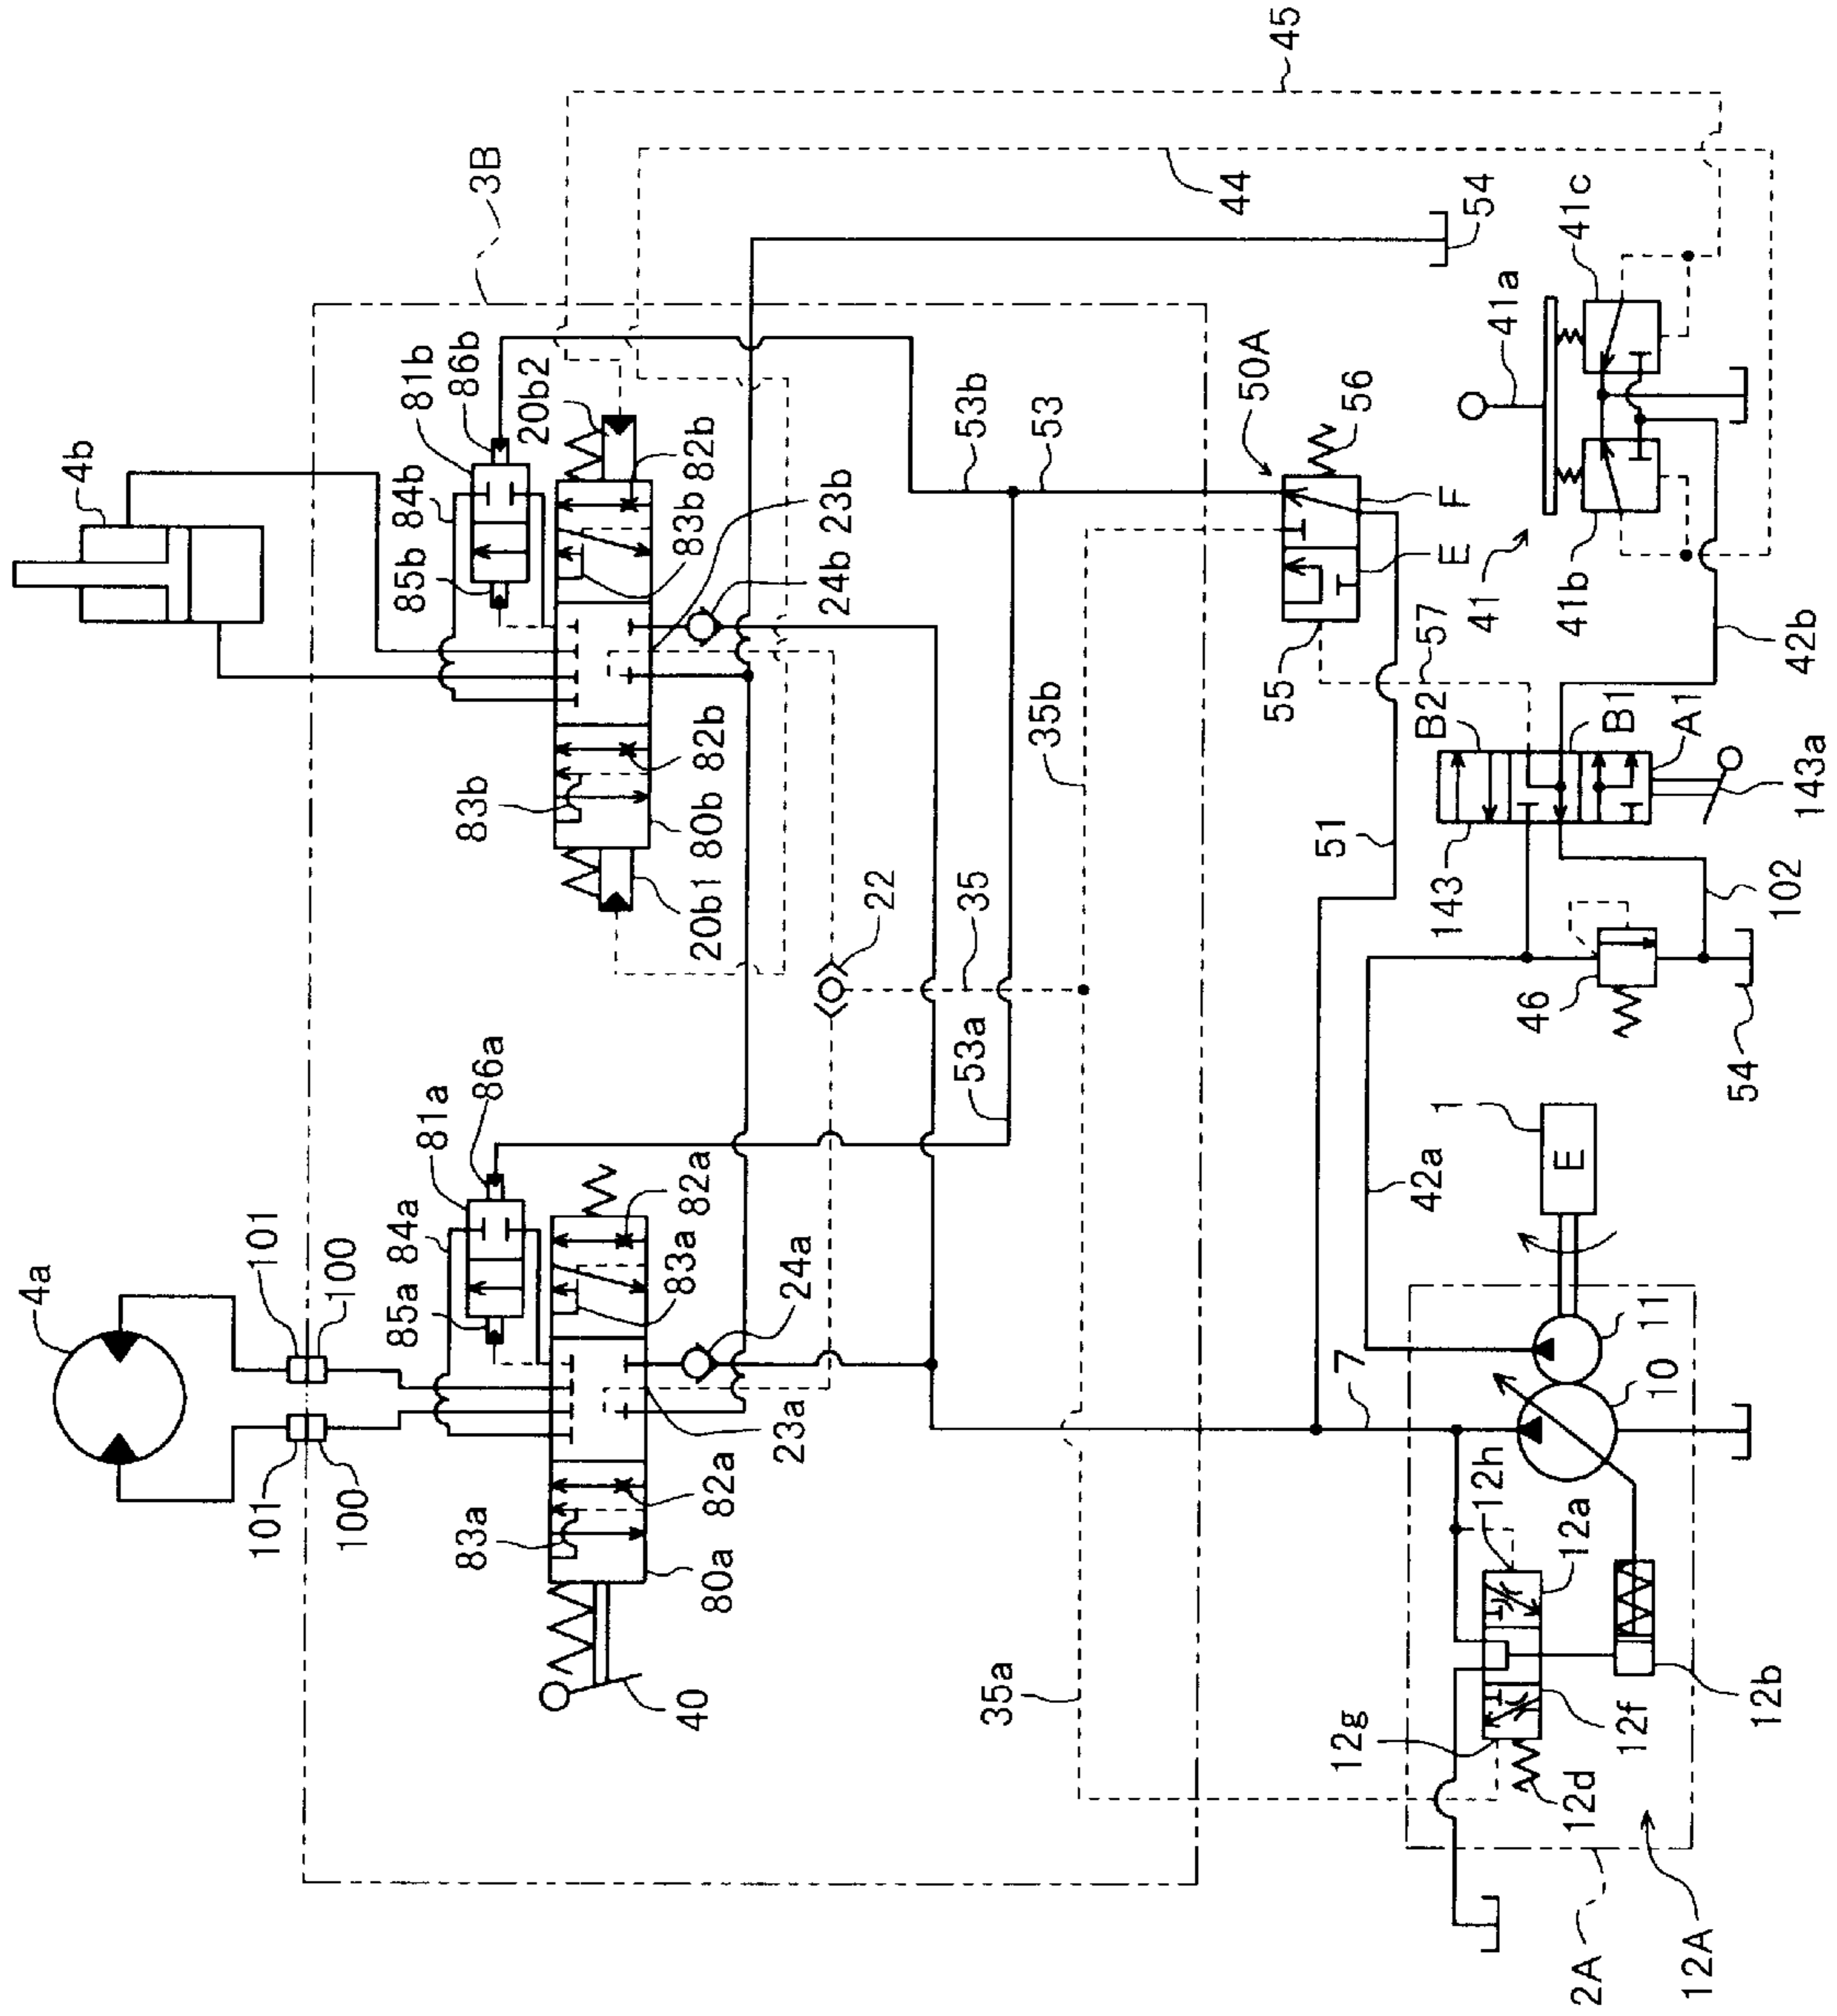 4a
101
101
100
100
84a
81a
86a
85a
83a
82a
82a
83a
80a
23a
24a
40
4b
84b
81b
86b
85b
20b2
82b
83b
23b
24b
83b
82b
80b
20b1
3B
45
44
54
22
35
35a
35b
53a
53b
53
50A
56
F
E
55
57
51
7
41a
41c
41
41b
42b
B2
B1
A1
143
143a
102
46
54
42a
1
E
11
10
12h
12a
12g
12f
12d
12b
2A
12A